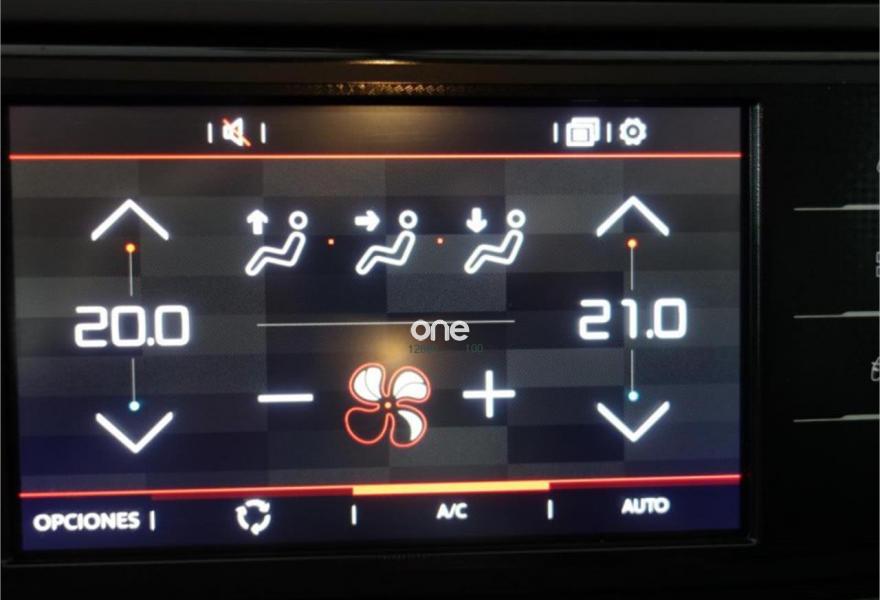 20.0
21.0
one
OPCIONES
A/C
AUTO